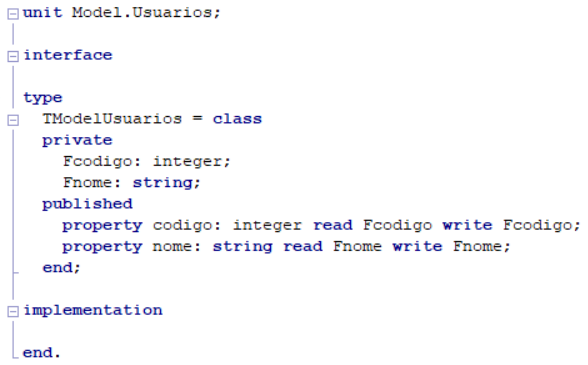 unit Model.Usuarios;
interface
type
TModelUsuarios = class
private
Fcodigo: integer;
Fnome: string;
published
property codigo: integer read Fcodigo write Fcodigo;
property nome: string read Fnome write Fnome;
end;
implementation
end.